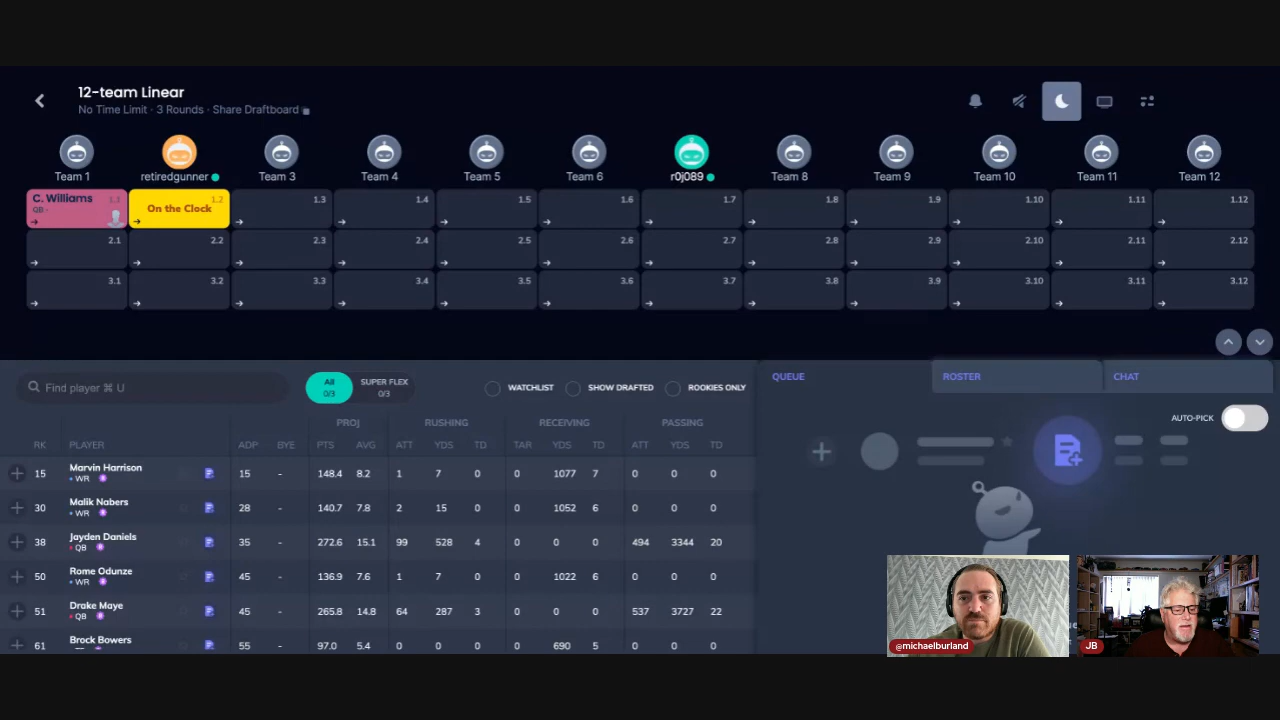 12-team Linear
No Time Limit · 3 Rounds · Share Draftboard
Team 1 retiredgunner Team 3 Team 4 Team 5 Team 6 r0j089 Team 8 Team 9 Team 10 Team 11 Team 12
C. Williams 1.1 QB - On the Clock 1.2 1.3 1.4 1.5 1.6 1.7 1.8 1.9 1.10 1.11 1.12
2.1 2.2 2.3 2.4 2.5 2.6 2.7 2.8 2.9 2.10 2.11 2.12
3.1 3.2 3.3 3.4 3.5 3.6 3.7 3.8 3.9 3.10 3.11 3.12
Find player ⌘ U All 0/3 SUPER FLEX 0/3 WATCHLIST SHOW DRAFTED ROOKIES ONLY
QUEUE ROSTER CHAT
AUTO-PICK
PROJ RUSHING RECEIVING PASSING
RK PLAYER ADP BYE PTS AVG ATT YDS TD TAR YDS TD ATT YDS TD
15 Marvin Harrison WR 15 - 148.4 8.2 1 7 0 0 1077 7 0 0 0
30 Malik Nabers WR 28 - 140.7 7.8 2 15 0 0 1052 6 0 0 0
38 Jayden Daniels QB 35 - 272.6 15.1 99 528 4 0 0 0 494 3344 20
50 Rome Odunze WR 45 - 136.9 7.6 1 7 0 0 1022 6 0 0 0
51 Drake Maye QB 45 - 265.8 14.8 64 287 3 0 0 0 537 3727 22
61 Brock Bowers 55 - 97.0 5.4 0 0 0 0 690 5 0 0 0
@michaelburland
JB